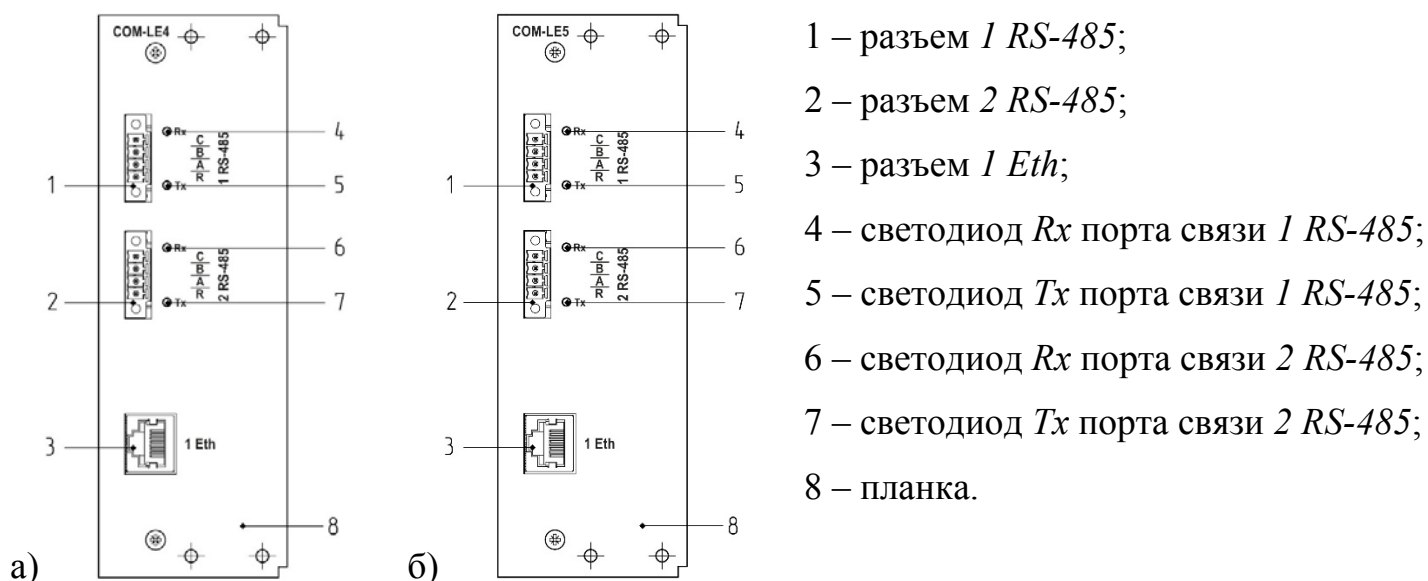 COM-LE4
Rx
C
B
A
R
1 RS-485
Tx
4
1
5
Rx
C
B
A
R
2 RS-485
6
2
Tx
7
3
1 Eth
8
а)
COM-LE5
Rx
C
B
A
R
1 RS-485
Tx
4
1
5
Rx
C
B
A
R
2 RS-485
6
2
Tx
7
3
1 Eth
8
б)
1 – разъем 1 RS-485;
2 – разъем 2 RS-485;
3 – разъем 1 Eth;
4 – светодиод Rx порта связи 1 RS-485;
5 – светодиод Tx порта связи 1 RS-485;
6 – светодиод Rx порта связи 2 RS-485;
7 – светодиод Tx порта связи 2 RS-485;
8 – планка.